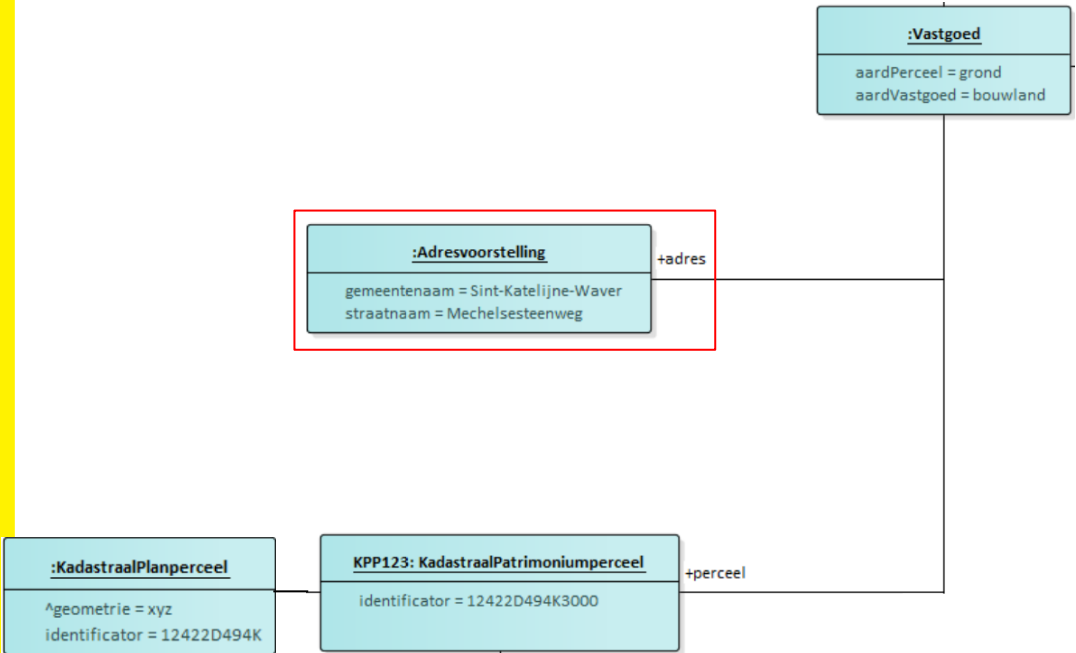 :Vastgoed
aardPerceel = grond
aardVastgoed = bouwland
:Adresvoorstelling
+adres
gemeentenaam = Sint-Katelijne-Waver
straatnaam = Mechelsesteenweg
:KadastraalPlanperceel
^geometrie = xyz
identificator = 12422D494K
KPP123: KadastraalPatrimoniumperceel
+perceel
identificator = 12422D494K3000